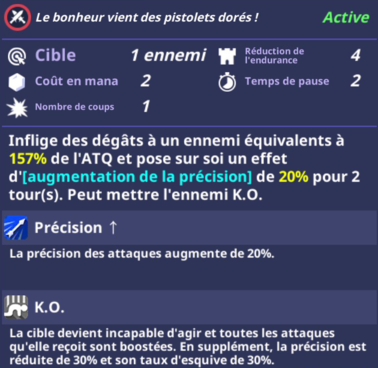 Le bonheur vient des pistolets dorés ! Active
Cible 1 ennemi Réduction de l'endurance 4
Coût en mana 2 Temps de pause 2
Nombre de coups 1
Inflige des dégâts à un ennemi équivalents à
157% de l'ATQ et pose sur soi un effet
d'[augmentation de la précision] de 20% pour 2
tour(s). Peut mettre l'ennemi K.O.
Précision ↑
La précision des attaques augmente de 20%.
K.O.
La cible devient incapable d'agir et toutes les attaques
qu'elle reçoit sont boostées. En supplément, la précision est
réduite de 30% et son taux d'esquive de 30%.